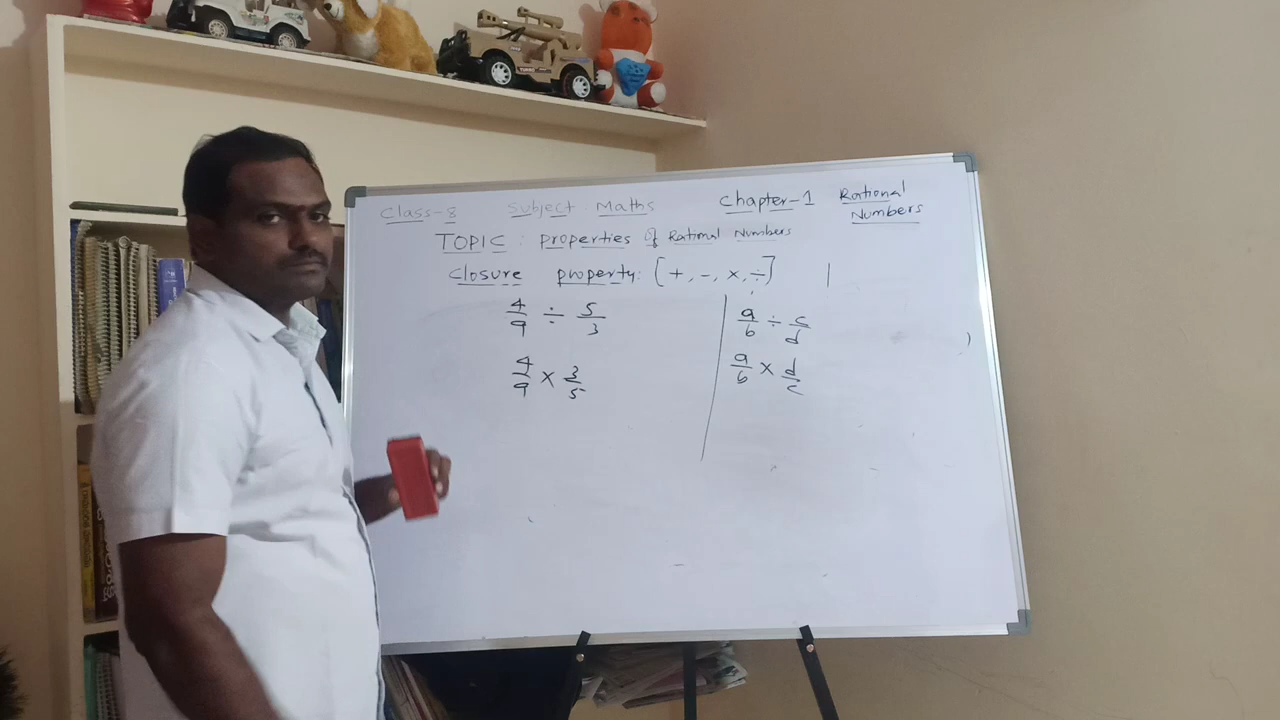 Class-8 Subject Maths Chapter-1 Rational Numbers
TOPIC : Properties of Rational Numbers
Closure property: [+, -, ×, ÷]
4/9 ÷ 5/3
a/b ÷ c/d
4/9 × 3/5
a/b × d/c